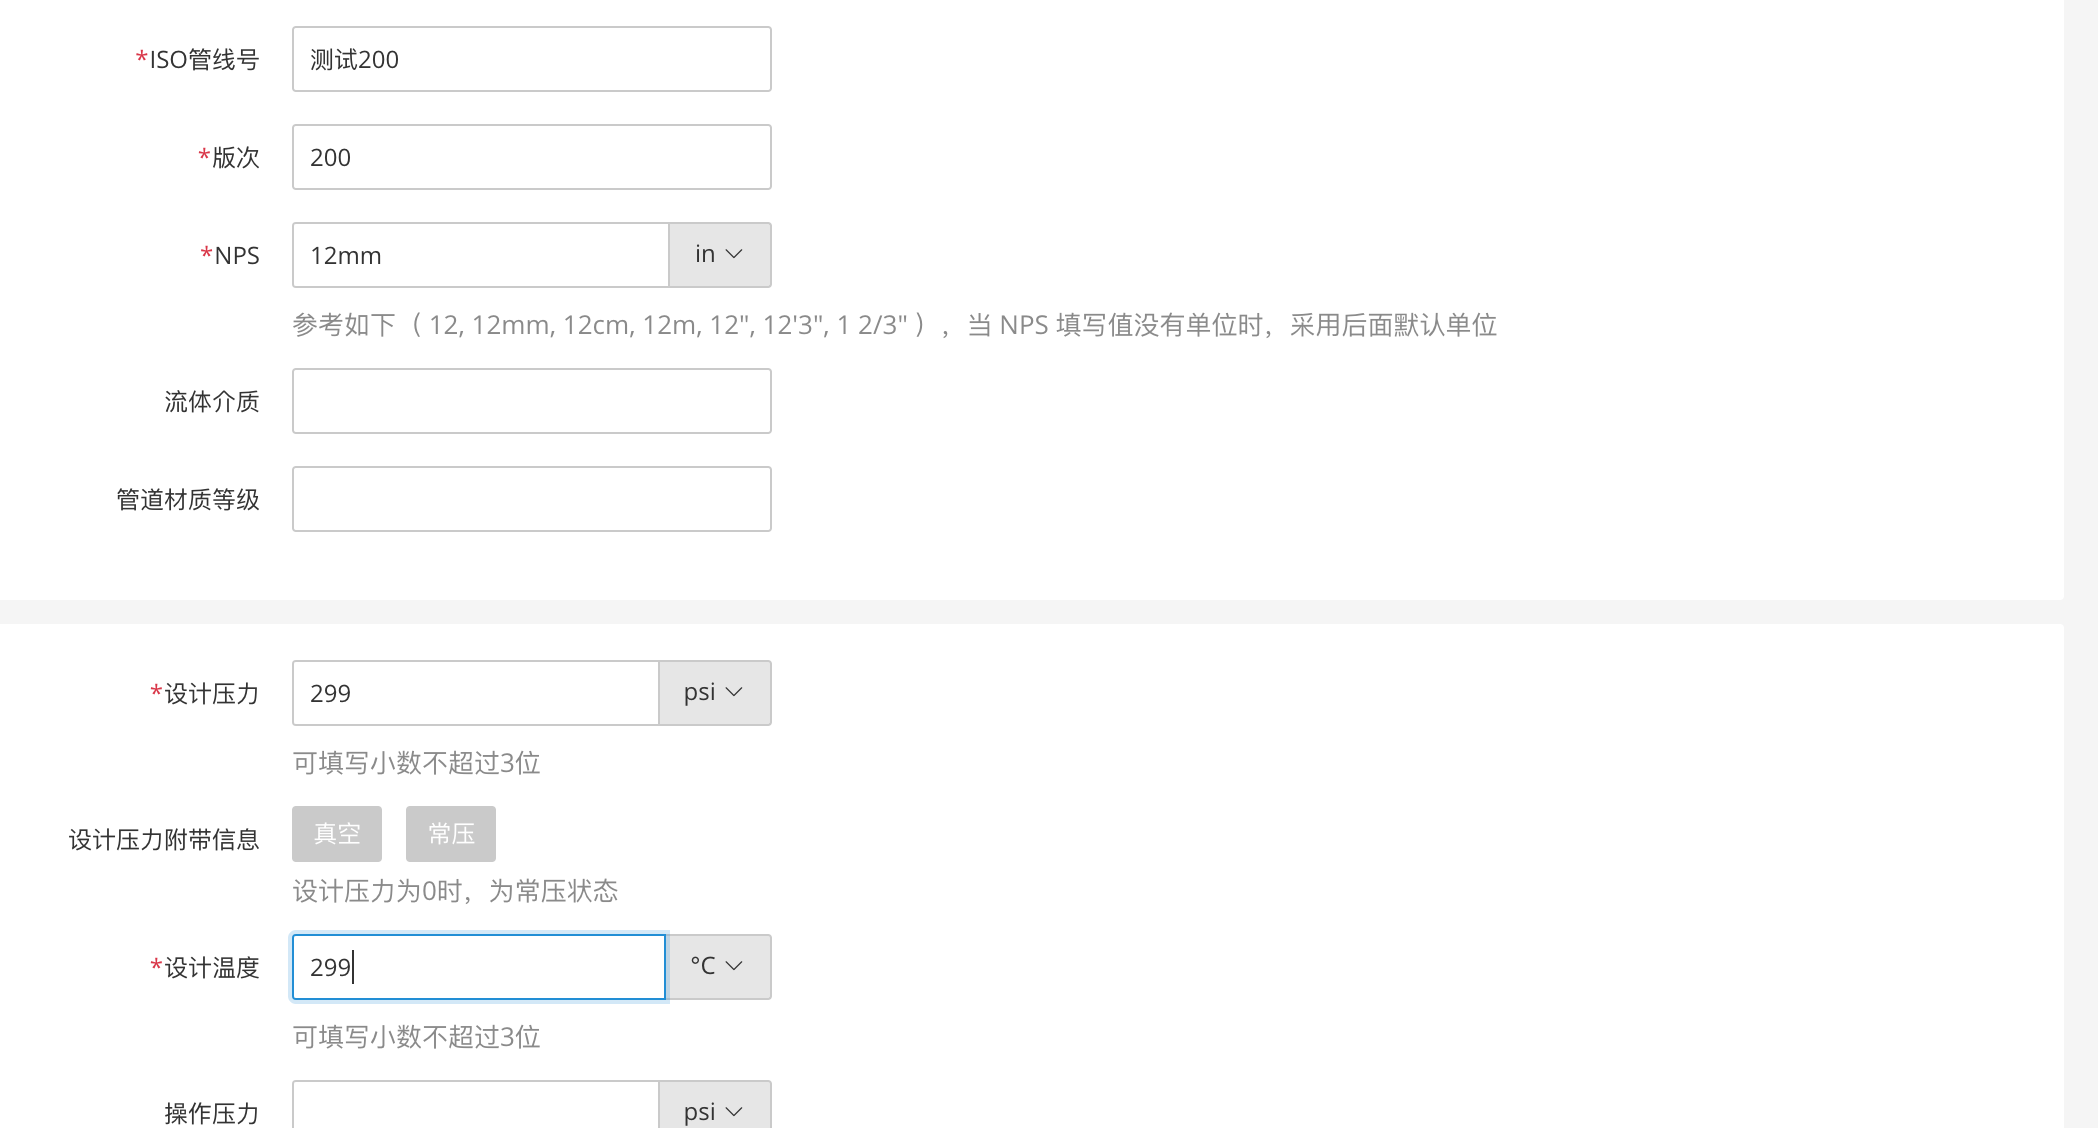 *ISO管线号 测试200
*版次 200
*NPS 12mm in
参考如下（ 12, 12mm, 12cm, 12m, 12", 12'3", 1 2/3" ），当 NPS 填写值没有单位时，采用后面默认单位
流体介质
管道材质等级
*设计压力 299 psi
可填写小数不超过3位
设计压力附带信息 真空 常压
设计压力为0时，为常压状态
*设计温度 299 °C
可填写小数不超过3位
操作压力 psi